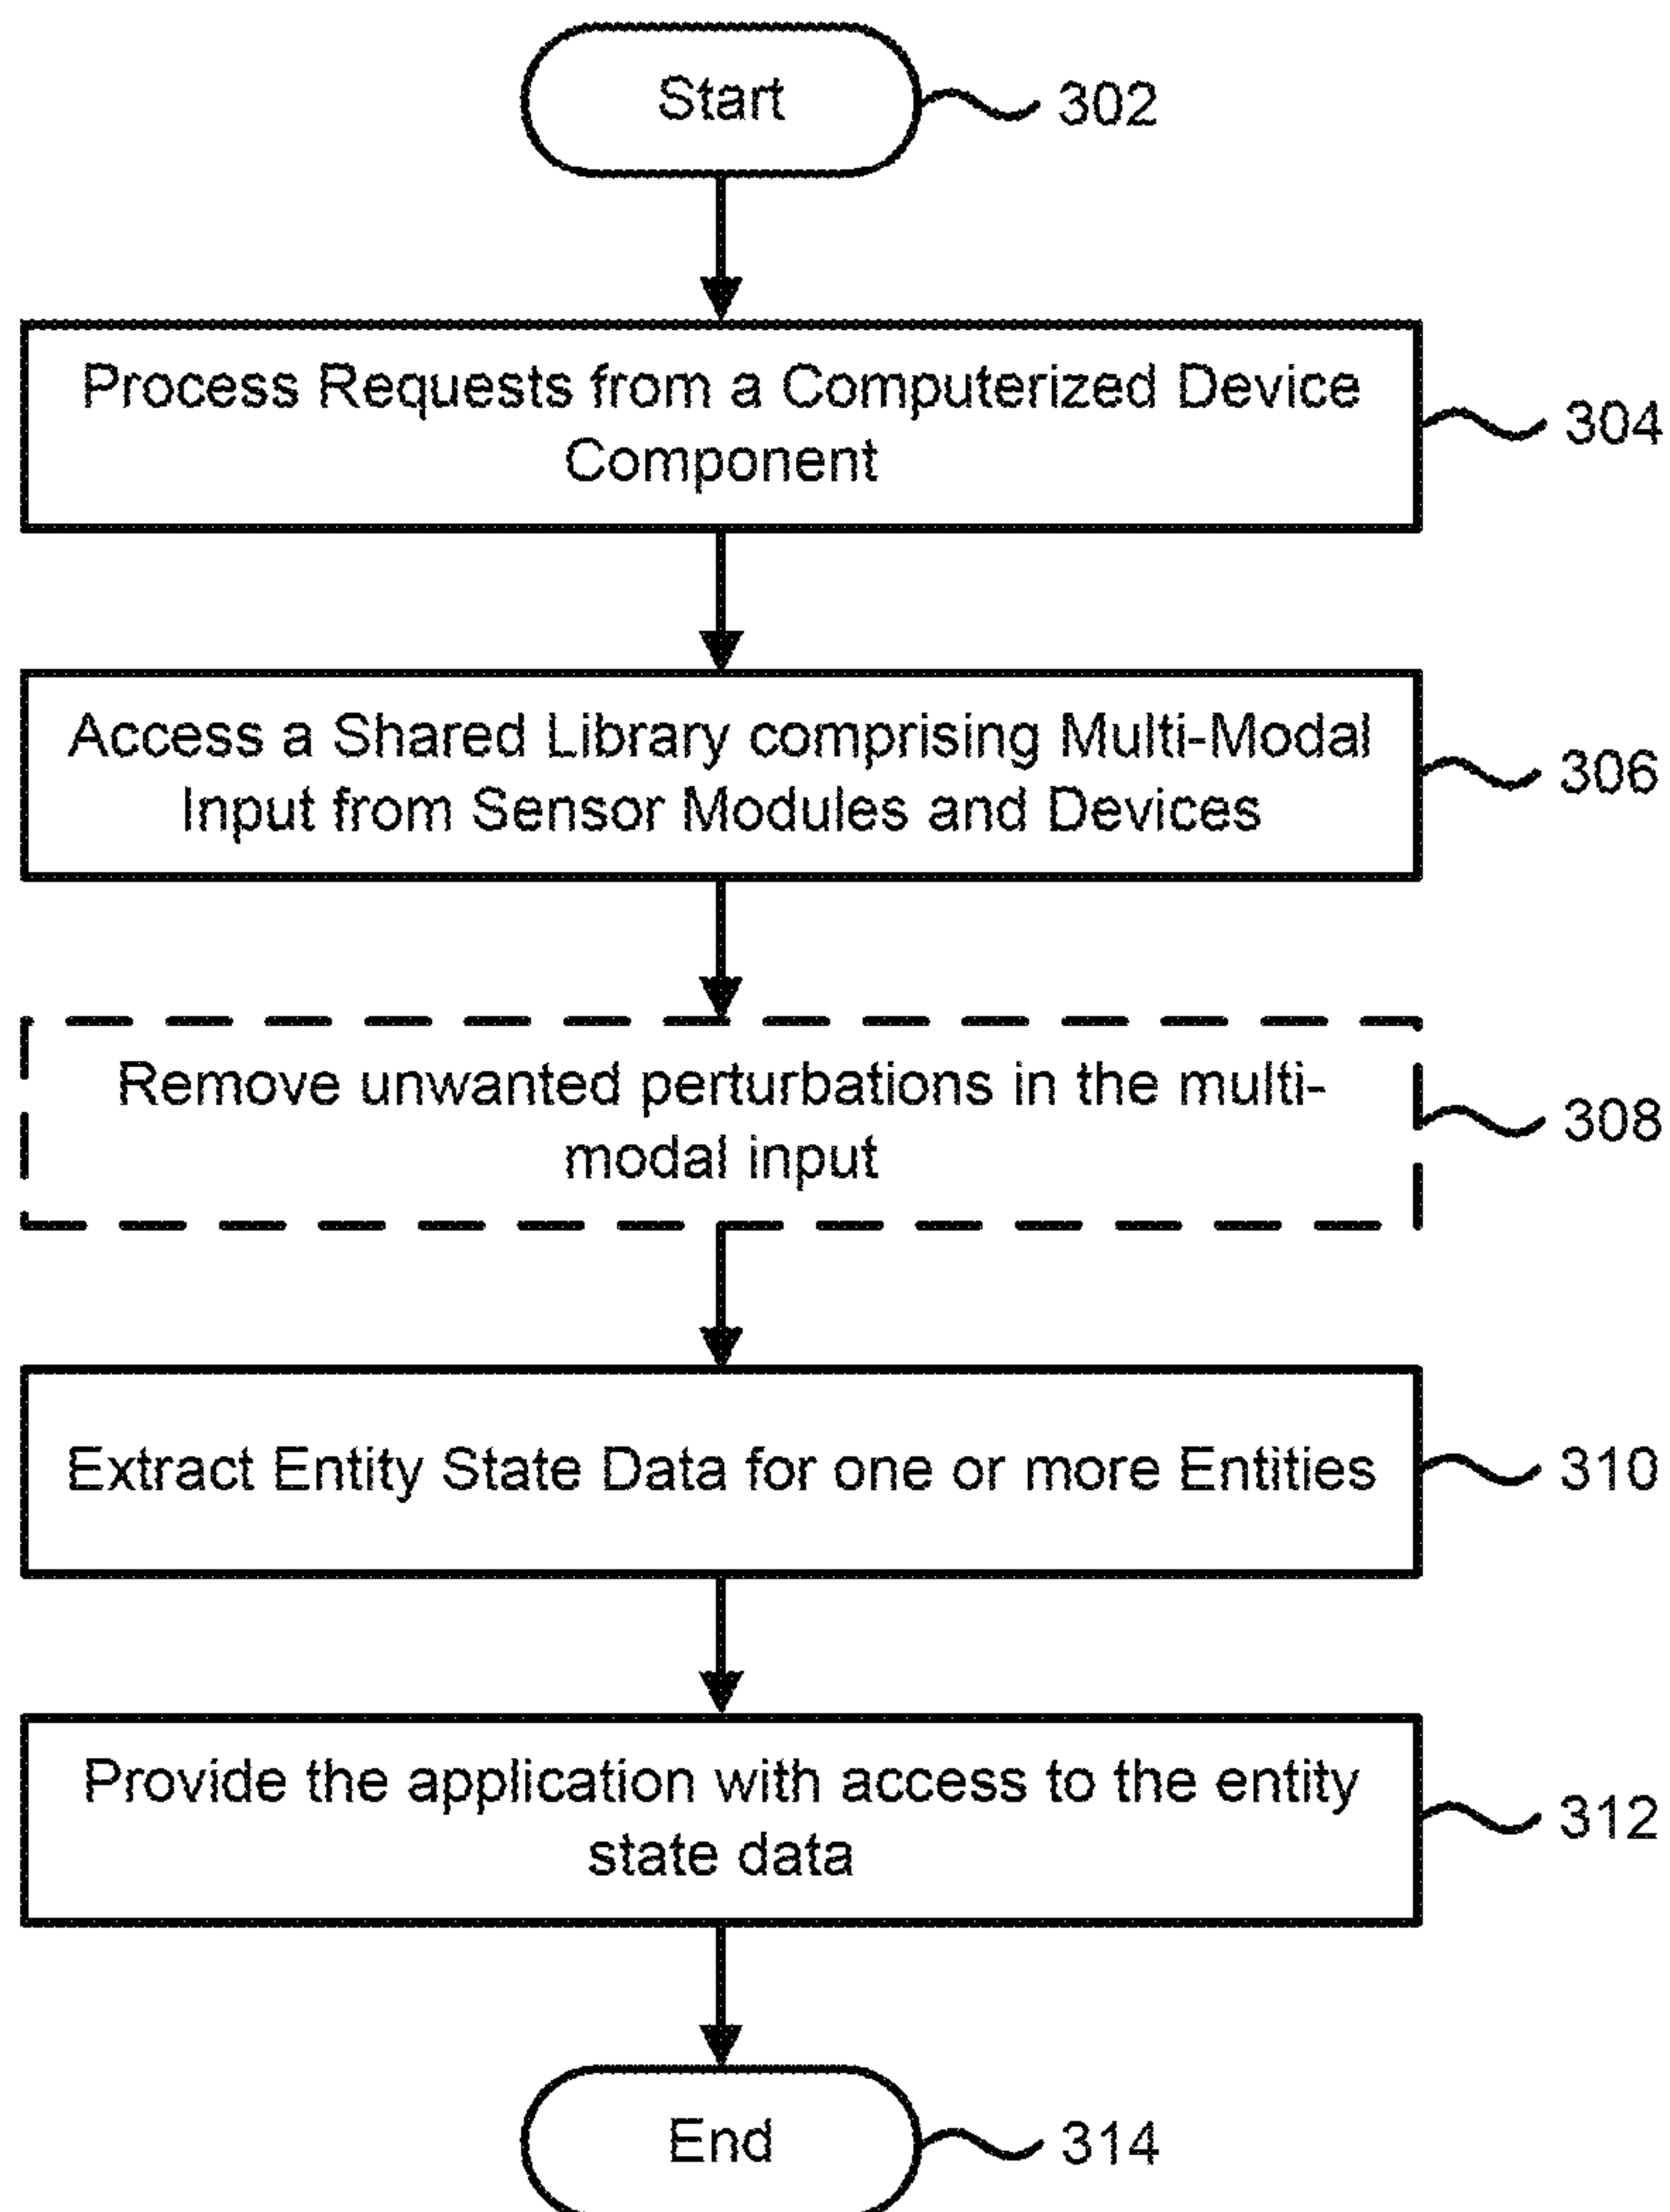 Start
302
Process Requests from a Computerized Device
Component
304
Access a Shared Library comprising Multi-Modal
Input from Sensor Modules and Devices
306
Remove unwanted perturbations in the multi-
modal input
308
Extract Entity State Data for one or more Entities
310
Provide the application with access to the entity
state data
312
End
314